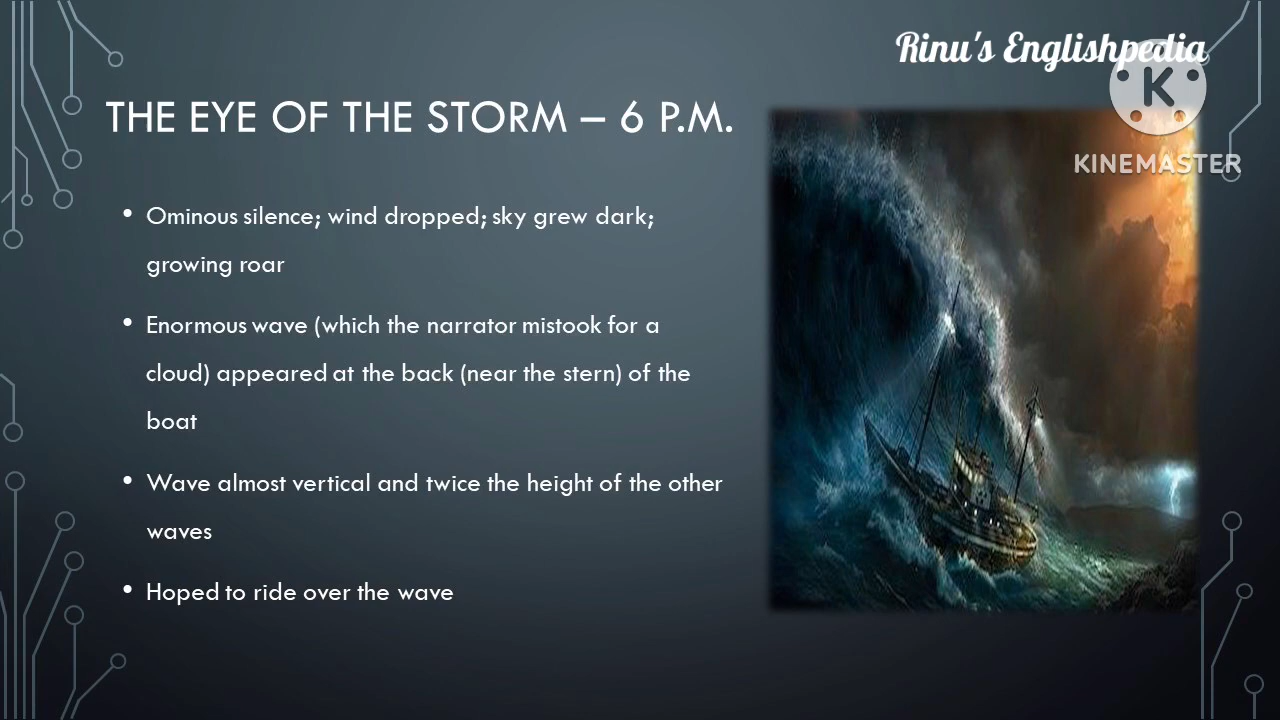 Rinu's Englishpedia
K
KINEMASTER
THE EYE OF THE STORM – 6 P.M.
• Ominous silence; wind dropped; sky grew dark;
growing roar
• Enormous wave (which the narrator mistook for a
cloud) appeared at the back (near the stern) of the
boat
• Wave almost vertical and twice the height of the other
waves
• Hoped to ride over the wave